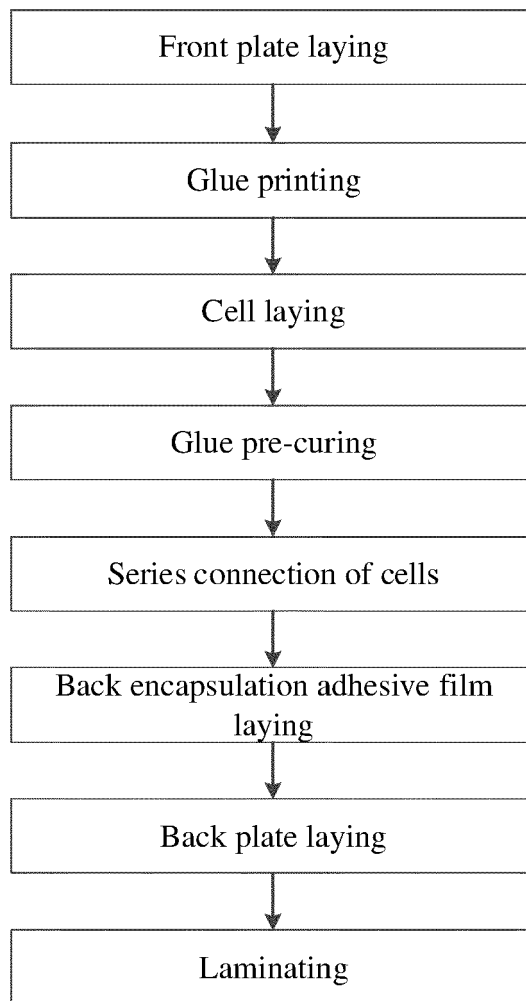 Front plate laying
Glue printing
Cell laying
Glue pre-curing
Series connection of cells
Back encapsulation adhesive film
laying
Back plate laying
Laminating